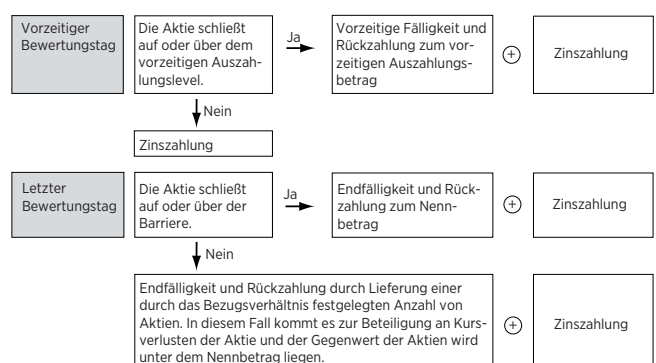 Vorzeitiger
Bewertungstag
Die Aktie schließt
auf oder über dem
vorzeitigen Auszah-
lungslevel.
Ja
Vorzeitige Fälligkeit und
Rückzahlung zum vor-
zeitigen Auszahlungs-
betrag
+
Zinszahlung
Nein
Zinszahlung
Letzter
Bewertungstag
Die Aktie schließt
auf oder über der
Barriere.
Ja
Endfälligkeit und Rück-
zahlung zum Nenn-
betrag
+
Zinszahlung
Nein
Endfälligkeit und Rückzahlung durch Lieferung einer
durch das Bezugsverhältnis festgelegten Anzahl von
Aktien. In diesem Fall kommt es zur Beteiligung an Kurs-
verlusten der Aktie und der Gegenwert der Aktien wird
unter dem Nennbetrag liegen.
+
Zinszahlung